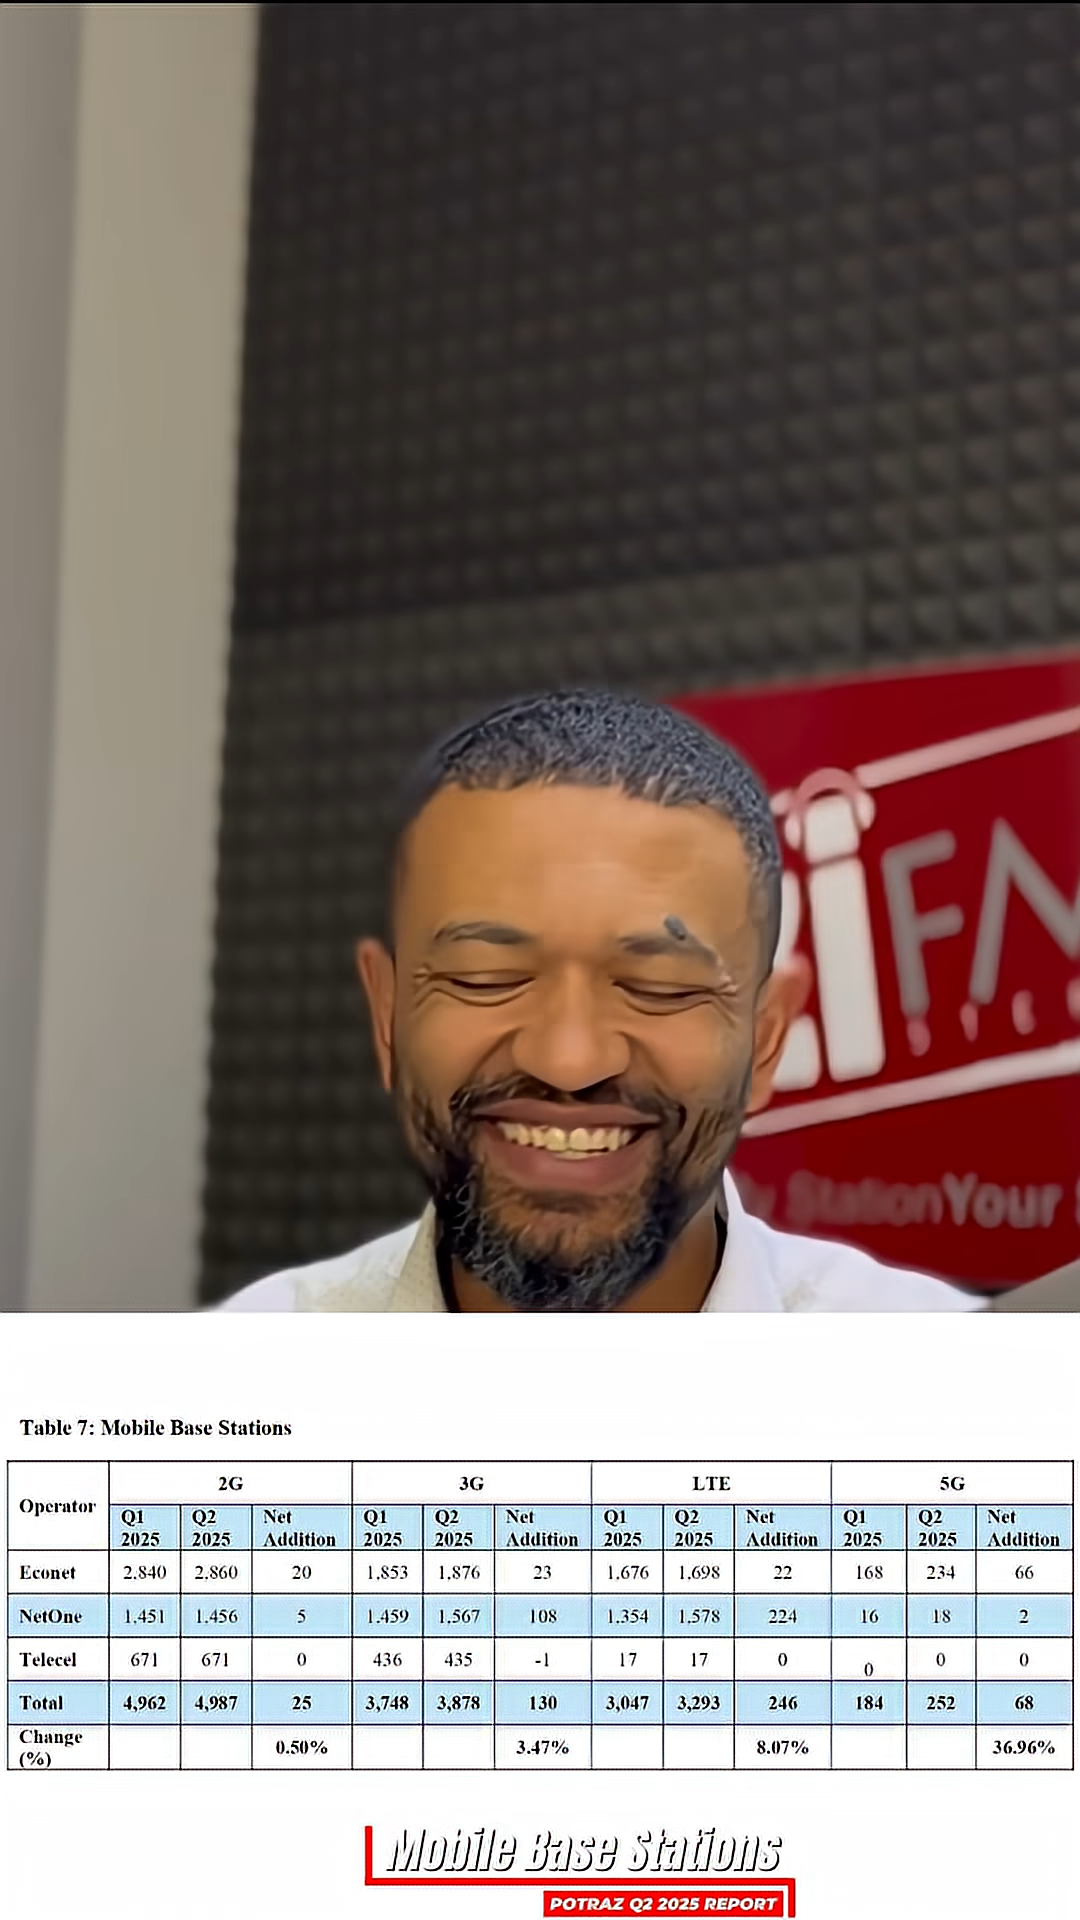 FM
StationYour
Table 7: Mobile Base Stations
Operator 2G 3G LTE 5G
Q1 2025 Q2 2025 Net Addition Q1 2025 Q2 2025 Net Addition Q1 2025 Q2 2025 Net Addition Q1 2025 Q2 2025 Net Addition
Econet 2,840 2,860 20 1,853 1,876 23 1,676 1,698 22 168 234 66
NetOne 1,451 1,456 5 1,459 1,567 108 1,354 1,578 224 16 18 2
Telecel 671 671 0 436 435 -1 17 17 0 0 0 0
Total 4,962 4,987 25 3,748 3,878 130 3,047 3,293 246 184 252 68
Change (%) 0.50% 3.47% 8.07% 36.96%
Mobile Base Stations
POTRAZ Q2 2025 REPORT